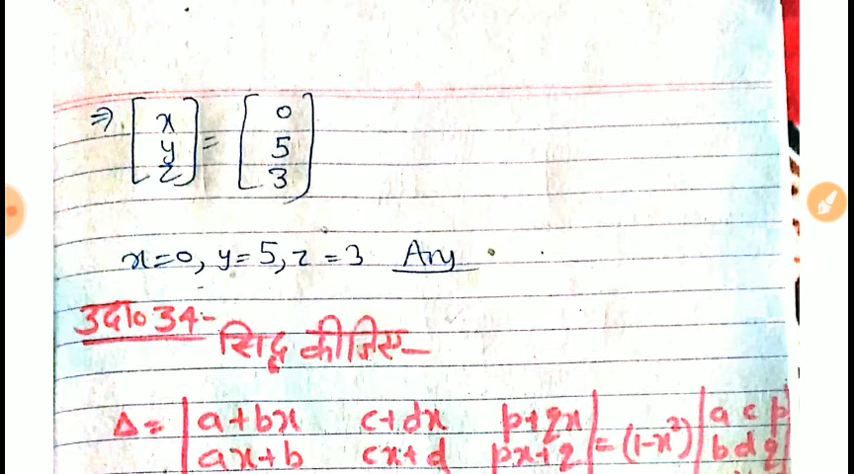 ⇒ [x y z] = [0 5 3]
x=0, y=5, z=3 Ans
उदा० 34-
सिद्ध कीजिए-
Δ = |a+bx c+dx p+qx| = (1-x²) |a c p|
|ax+b cx+d px+q| |b d q|